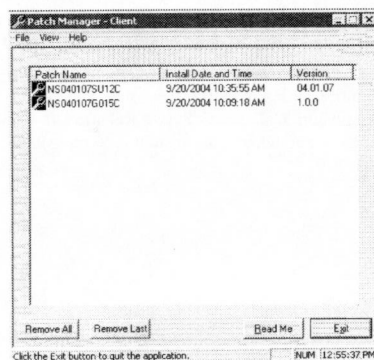 Patch Manager - Client
File View Help
Patch Name Install Date and Time Version
NS040107SU12C 9/20/2004 10:35:55 AM 04.01.07
NS040107G015C 9/20/2004 10:09:18 AM 1.0.0
Remove All Remove Last Read Me Exit
Click the Exit button to quit the application. NUM 12:55:37 PM